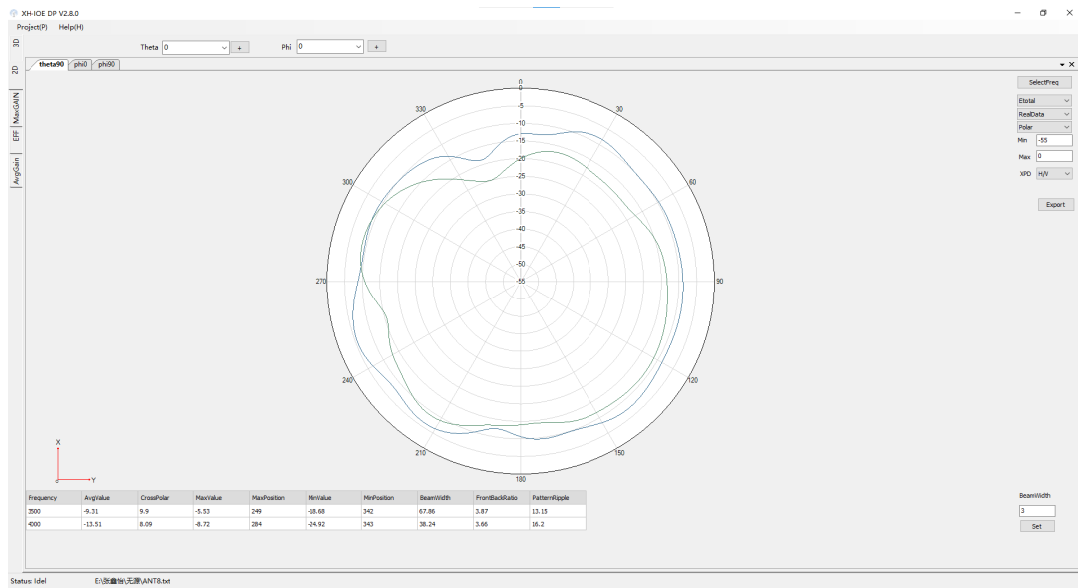 XH-IOE DP V2.8.0
Project(P) Help(H)
3D
2D
MaxGAIN
EFF
AvgGain
Theta 0 +
Phi 0 +
theta90 phi0 phi90
0
30
60
90
120
150
180
210
240
270
300
330
0
-5
-10
-15
-20
-25
-30
-35
-40
-45
-50
-55
SelectFreq
Etotal
RealData
Polar
Min -55
Max 0
XPD H/V
Export
X
Y
Frequency AvgValue CrossPolar MaxValue MaxPosition MinValue MinPosition BeamWidth FrontBackRatio PatternRipple
3500 -9.31 9.9 -5.53 249 -18.68 342 67.86 3.87 13.15
4000 -13.51 8.09 -8.72 284 -24.92 343 38.24 3.66 16.2
BeamWidth
3
Set
Status: Idel E:\张鑫怡\无源\ANT8.txt